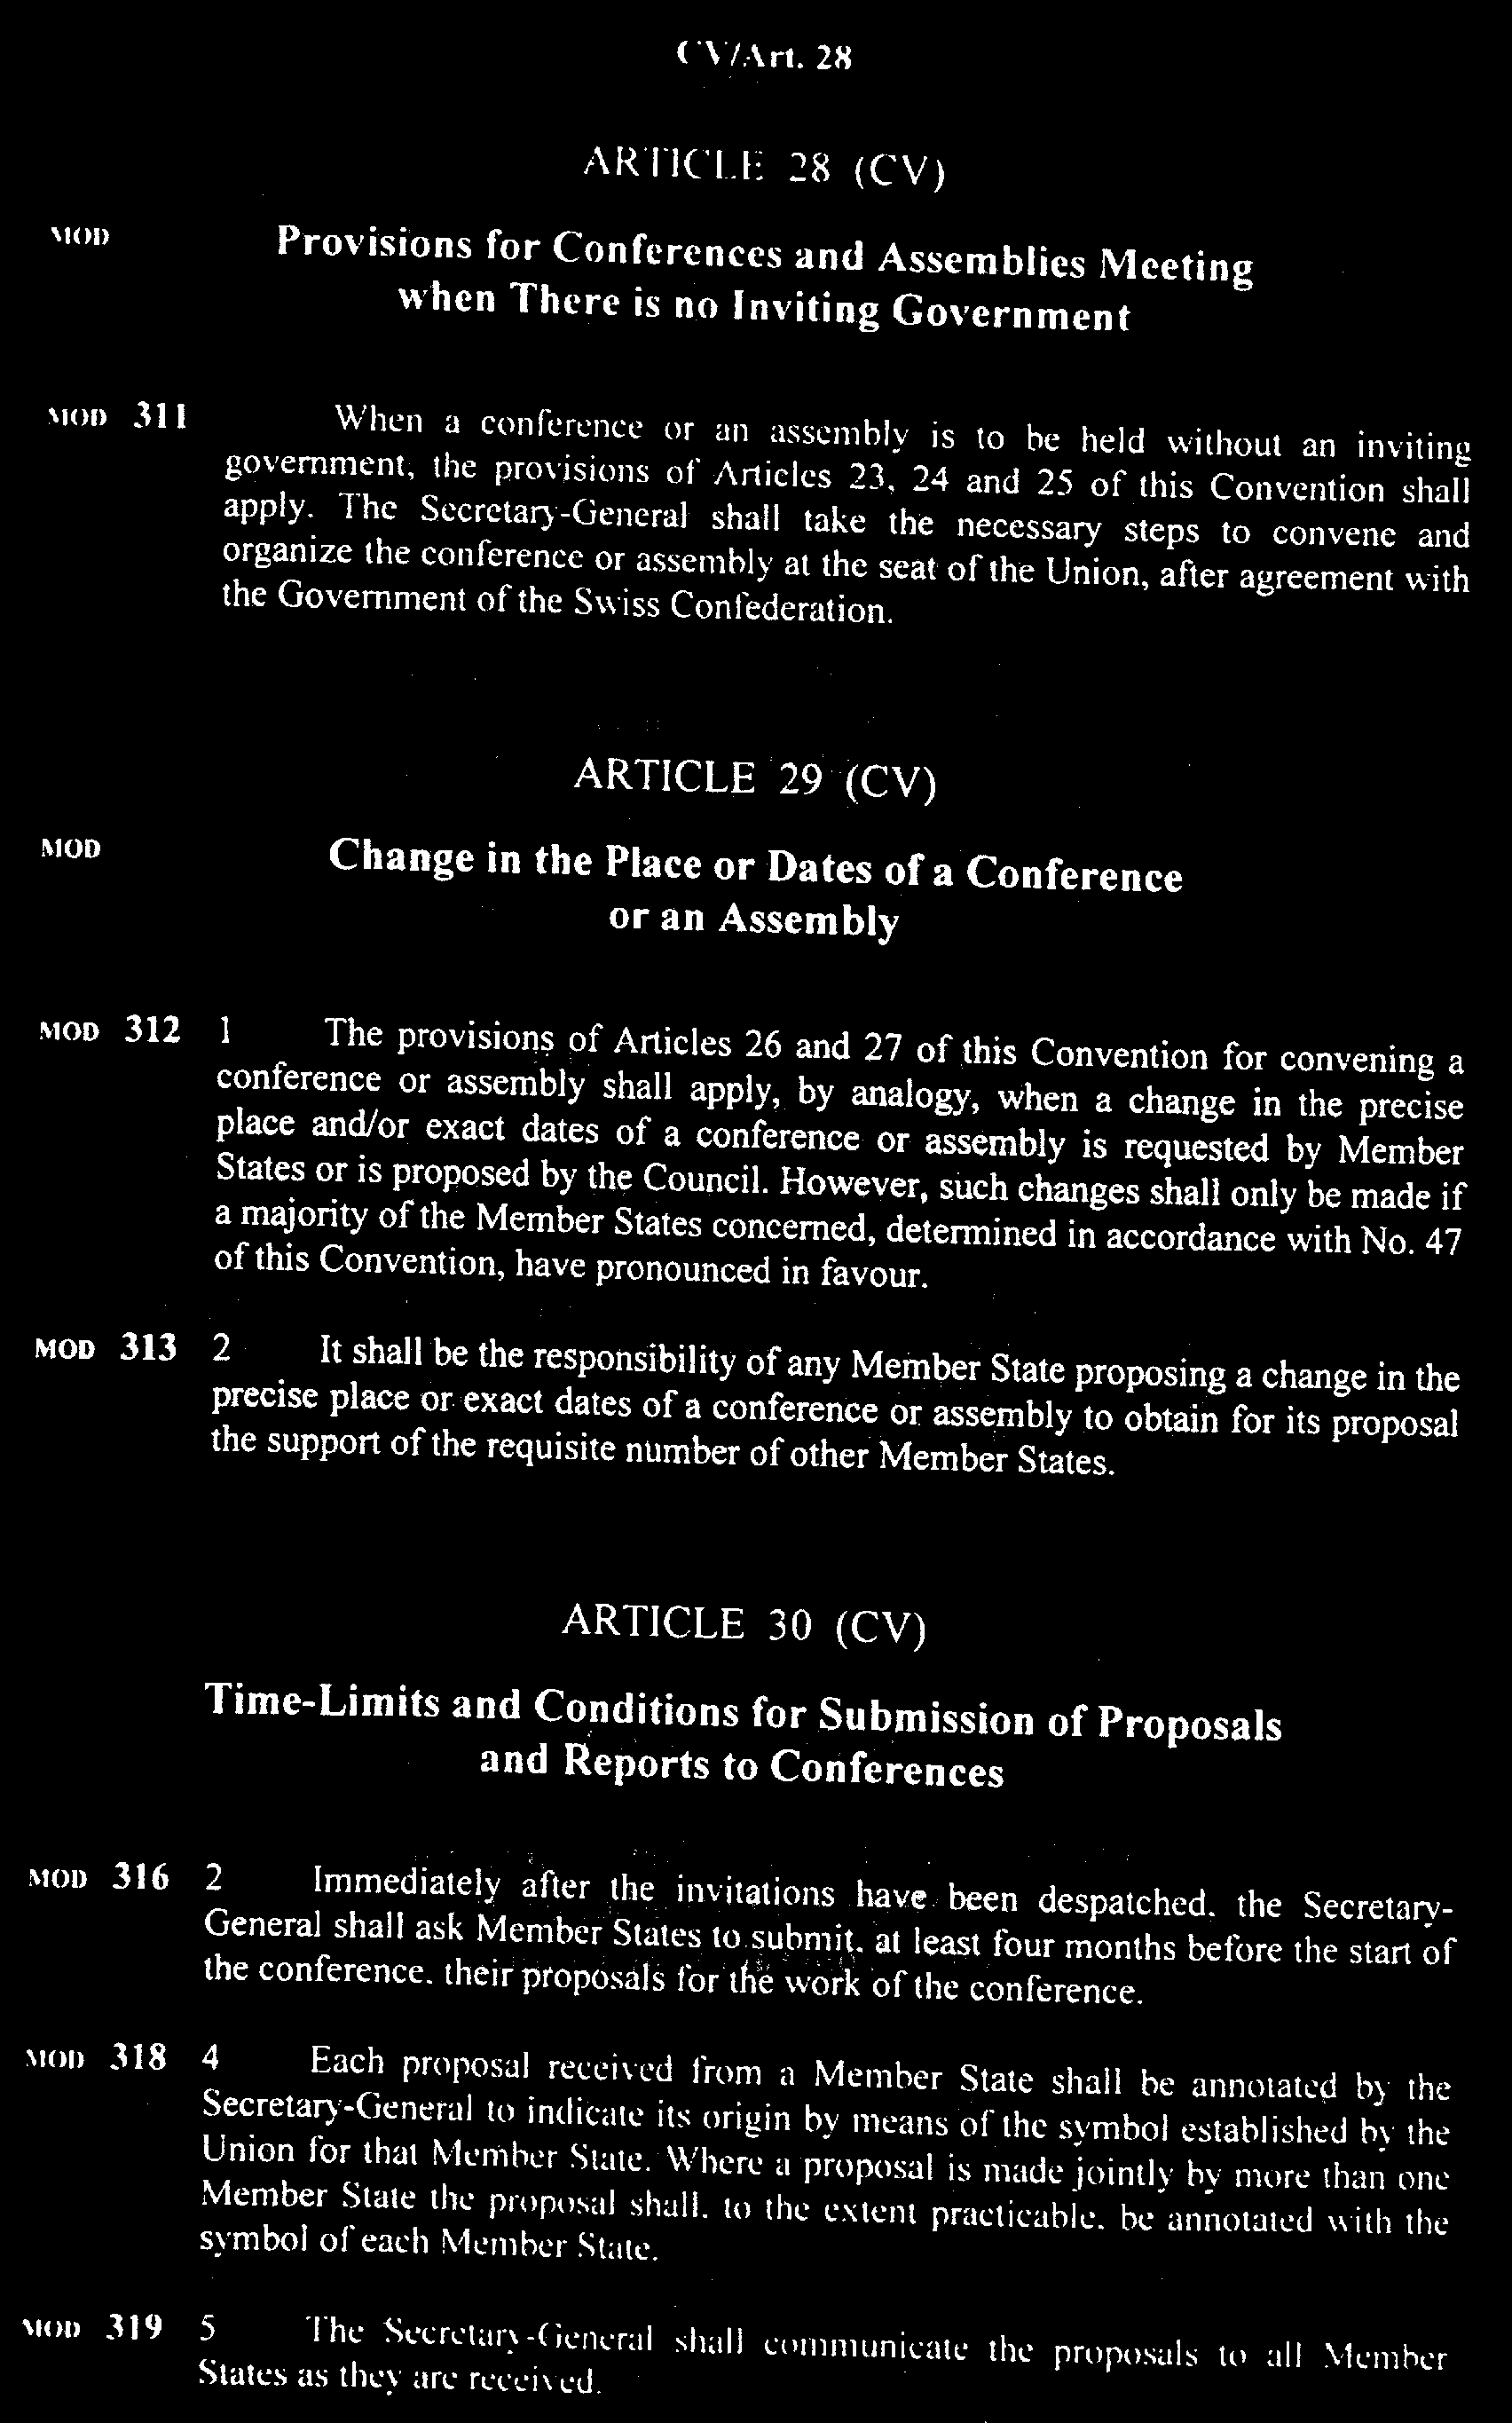 CV/Art. 28
ARTICLE 28 (CV)
MOD Provisions for Conferences and Assemblies Meeting
when There is no Inviting Government
MOD 311 When a conference or an assembly is to be held without an inviting
government, the provisions of Articles 23, 24 and 25 of this Convention shall
apply. The Secretary-General shall take the necessary steps to convene and
organize the conference or assembly at the seat of the Union, after agreement with
the Government of the Swiss Confederation.
ARTICLE 29 (CV)
MOD Change in the Place or Dates of a Conference
or an Assembly
MOD 312 1 The provisions of Articles 26 and 27 of this Convention for convening a
conference or assembly shall apply, by analogy, when a change in the precise
place and/or exact dates of a conference or assembly is requested by Member
States or is proposed by the Council. However, such changes shall only be made if
a majority of the Member States concerned, determined in accordance with No. 47
of this Convention, have pronounced in favour.
MOD 313 2 It shall be the responsibility of any Member State proposing a change in the
precise place or exact dates of a conference or assembly to obtain for its proposal
the support of the requisite number of other Member States.
ARTICLE 30 (CV)
Time-Limits and Conditions for Submission of Proposals
and Reports to Conferences
MOD 316 2 Immediately after the invitations have been despatched, the Secretary-
General shall ask Member States to submit, at least four months before the start of
the conference, their proposals for the work of the conference.
MOD 318 4 Each proposal received from a Member State shall be annotated by the
Secretary-General to indicate its origin by means of the symbol established by the
Union for that Member State. Where a proposal is made jointly by more than one
Member State the proposal shall, to the extent practicable, be annotated with the
symbol of each Member State.
MOD 319 5 The Secretary-General shall communicate the proposals to all Member
States as they are received.